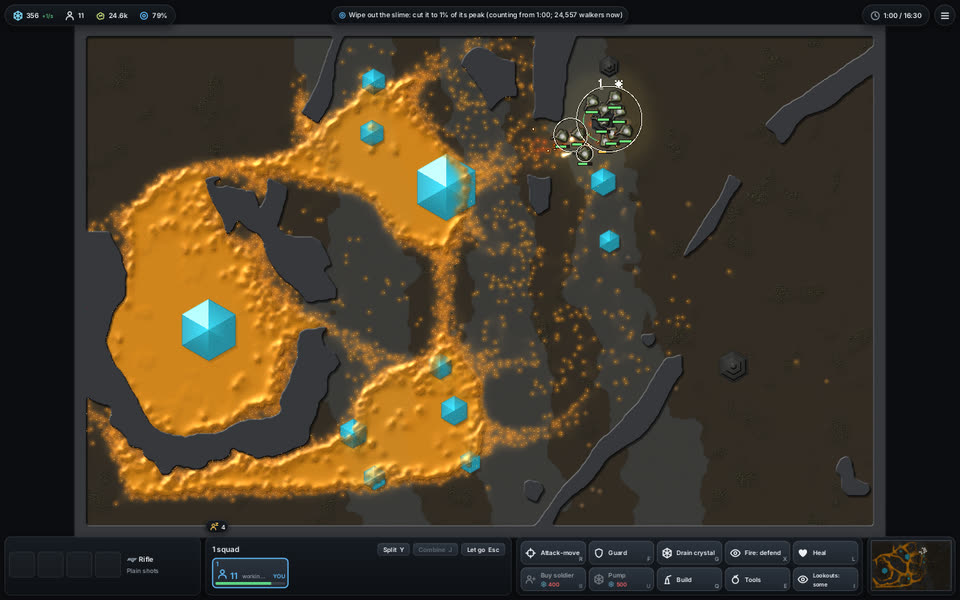 356 +1/s 11 24.6k 79%
Wipe out the slime: cut it to 1% of its peak (counting from 1:00; 24,557 walkers now)
1:00 / 16:30
1
4
Rifle
Plain shots
1 squad
Split Y
Combine J
Let go Esc
1
11 workin... YOU
Attack-move R
Guard F
Drain crystal G
Fire: defend X
Heal L
Buy soldier 400
Pump 500 U
Build Q
Tools E
Lookouts: some I